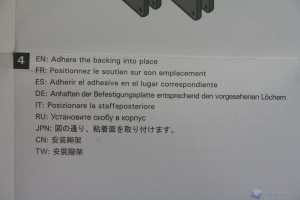 4
EN: Adhere the backing into place
FR: Positionnez le soutien sur son emplacement
ES: Adherir el adhesivo en el lugar correspondiente
DE: Anhaften der Befestigungsplatte entsprechend den vorgesehenen Löchern
IT: Posizionare la staffaposteriore
RU: Установите скобу в корпус
JPN: 図の通り、粘着面を取り付けます。
CN: 安装脚架
TW: 安裝腳架